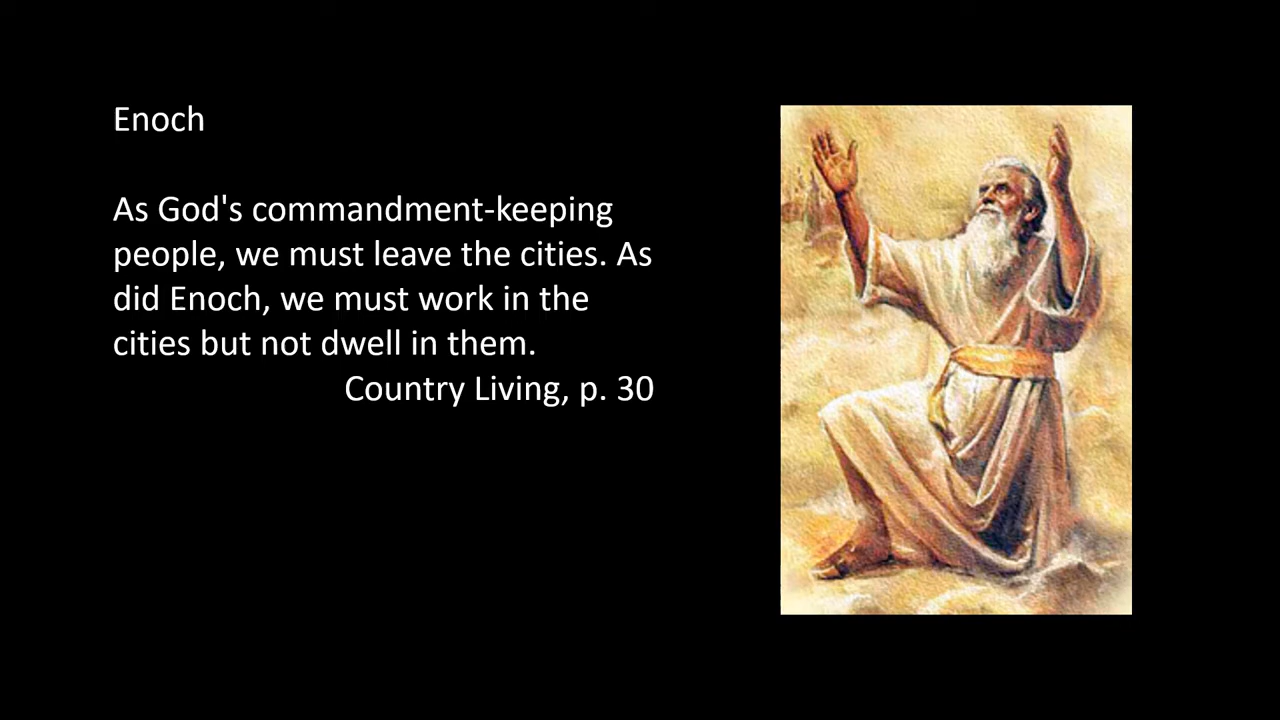 Enoch
As God's commandment-keeping
people, we must leave the cities. As
did Enoch, we must work in the
cities but not dwell in them.
Country Living, p. 30